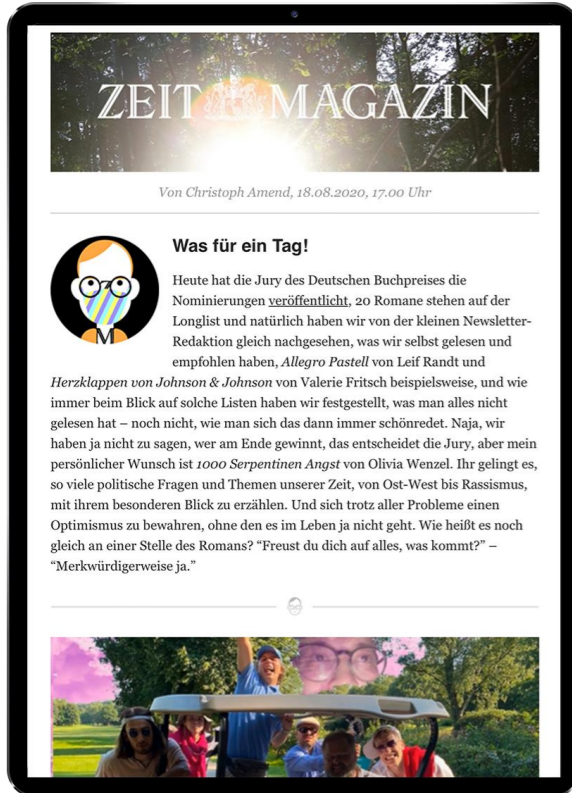 ZEIT MAGAZIN
Von Christoph Amend, 18.08.2020, 17.00 Uhr
Was für ein Tag!
Heute hat die Jury des Deutschen Buchpreises die
Nominierungen veröffentlicht, 20 Romane stehen auf der
Longlist und natürlich haben wir von der kleinen Newsletter-
Redaktion gleich nachgesehen, was wir selbst gelesen und
empfohlen haben, Allegro Pastell von Leif Randt und
Herzklappen von Johnson & Johnson von Valerie Fritsch beispielsweise, und wie
immer beim Blick auf solche Listen haben wir festgestellt, was man alles nicht
gelesen hat – noch nicht, wie man sich das dann immer schönredet. Naja, wir
haben ja nicht zu sagen, wer am Ende gewinnt, das entscheidet die Jury, aber mein
persönlicher Wunsch ist 1000 Serpentinen Angst von Olivia Wenzel. Ihr gelingt es,
so viele politische Fragen und Themen unserer Zeit, von Ost-West bis Rassismus,
mit ihrem besonderen Blick zu erzählen. Und sich trotz aller Probleme einen
Optimismus zu bewahren, ohne den es im Leben ja nicht geht. Wie heißt es noch
gleich an einer Stelle des Romans? “Freust du dich auf alles, was kommt?” –
“Merkwürdigerweise ja.”
M